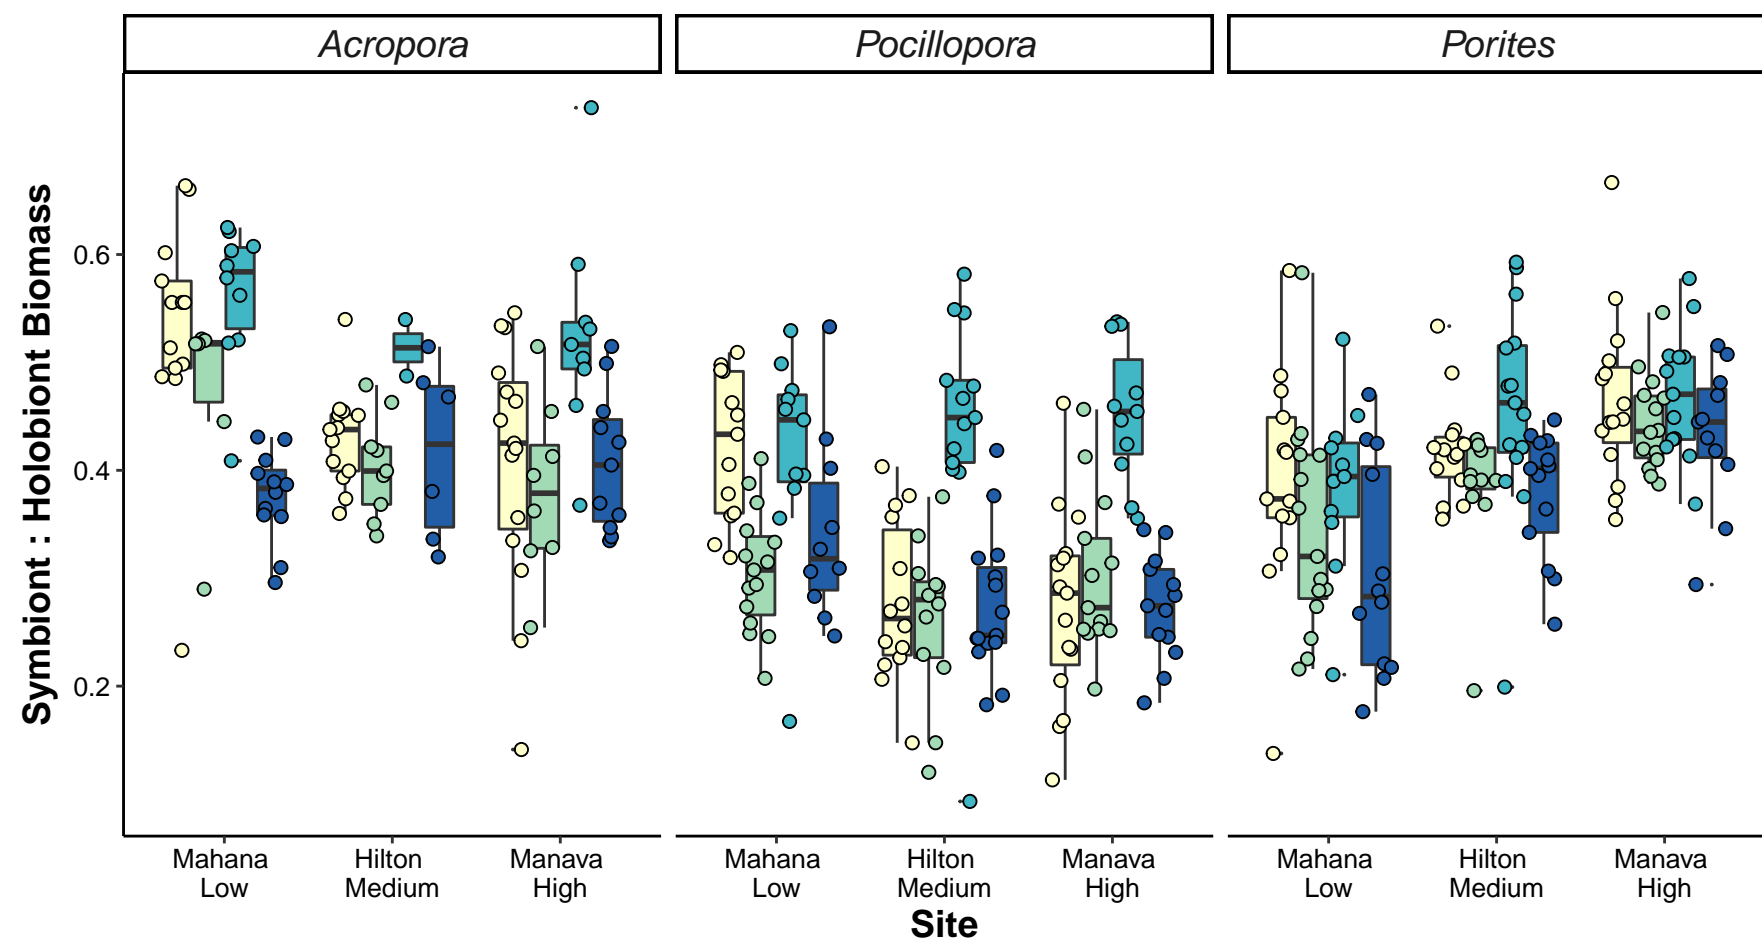 Acropora
Pocillopora
Porites
Symbiont : Holobiont Biomass
0.6
0.4
0.2
Mahana
Low
Hilton
Medium
Manava
High
Mahana
Low
Hilton
Medium
Manava
High
Mahana
Low
Hilton
Medium
Manava
High
Site